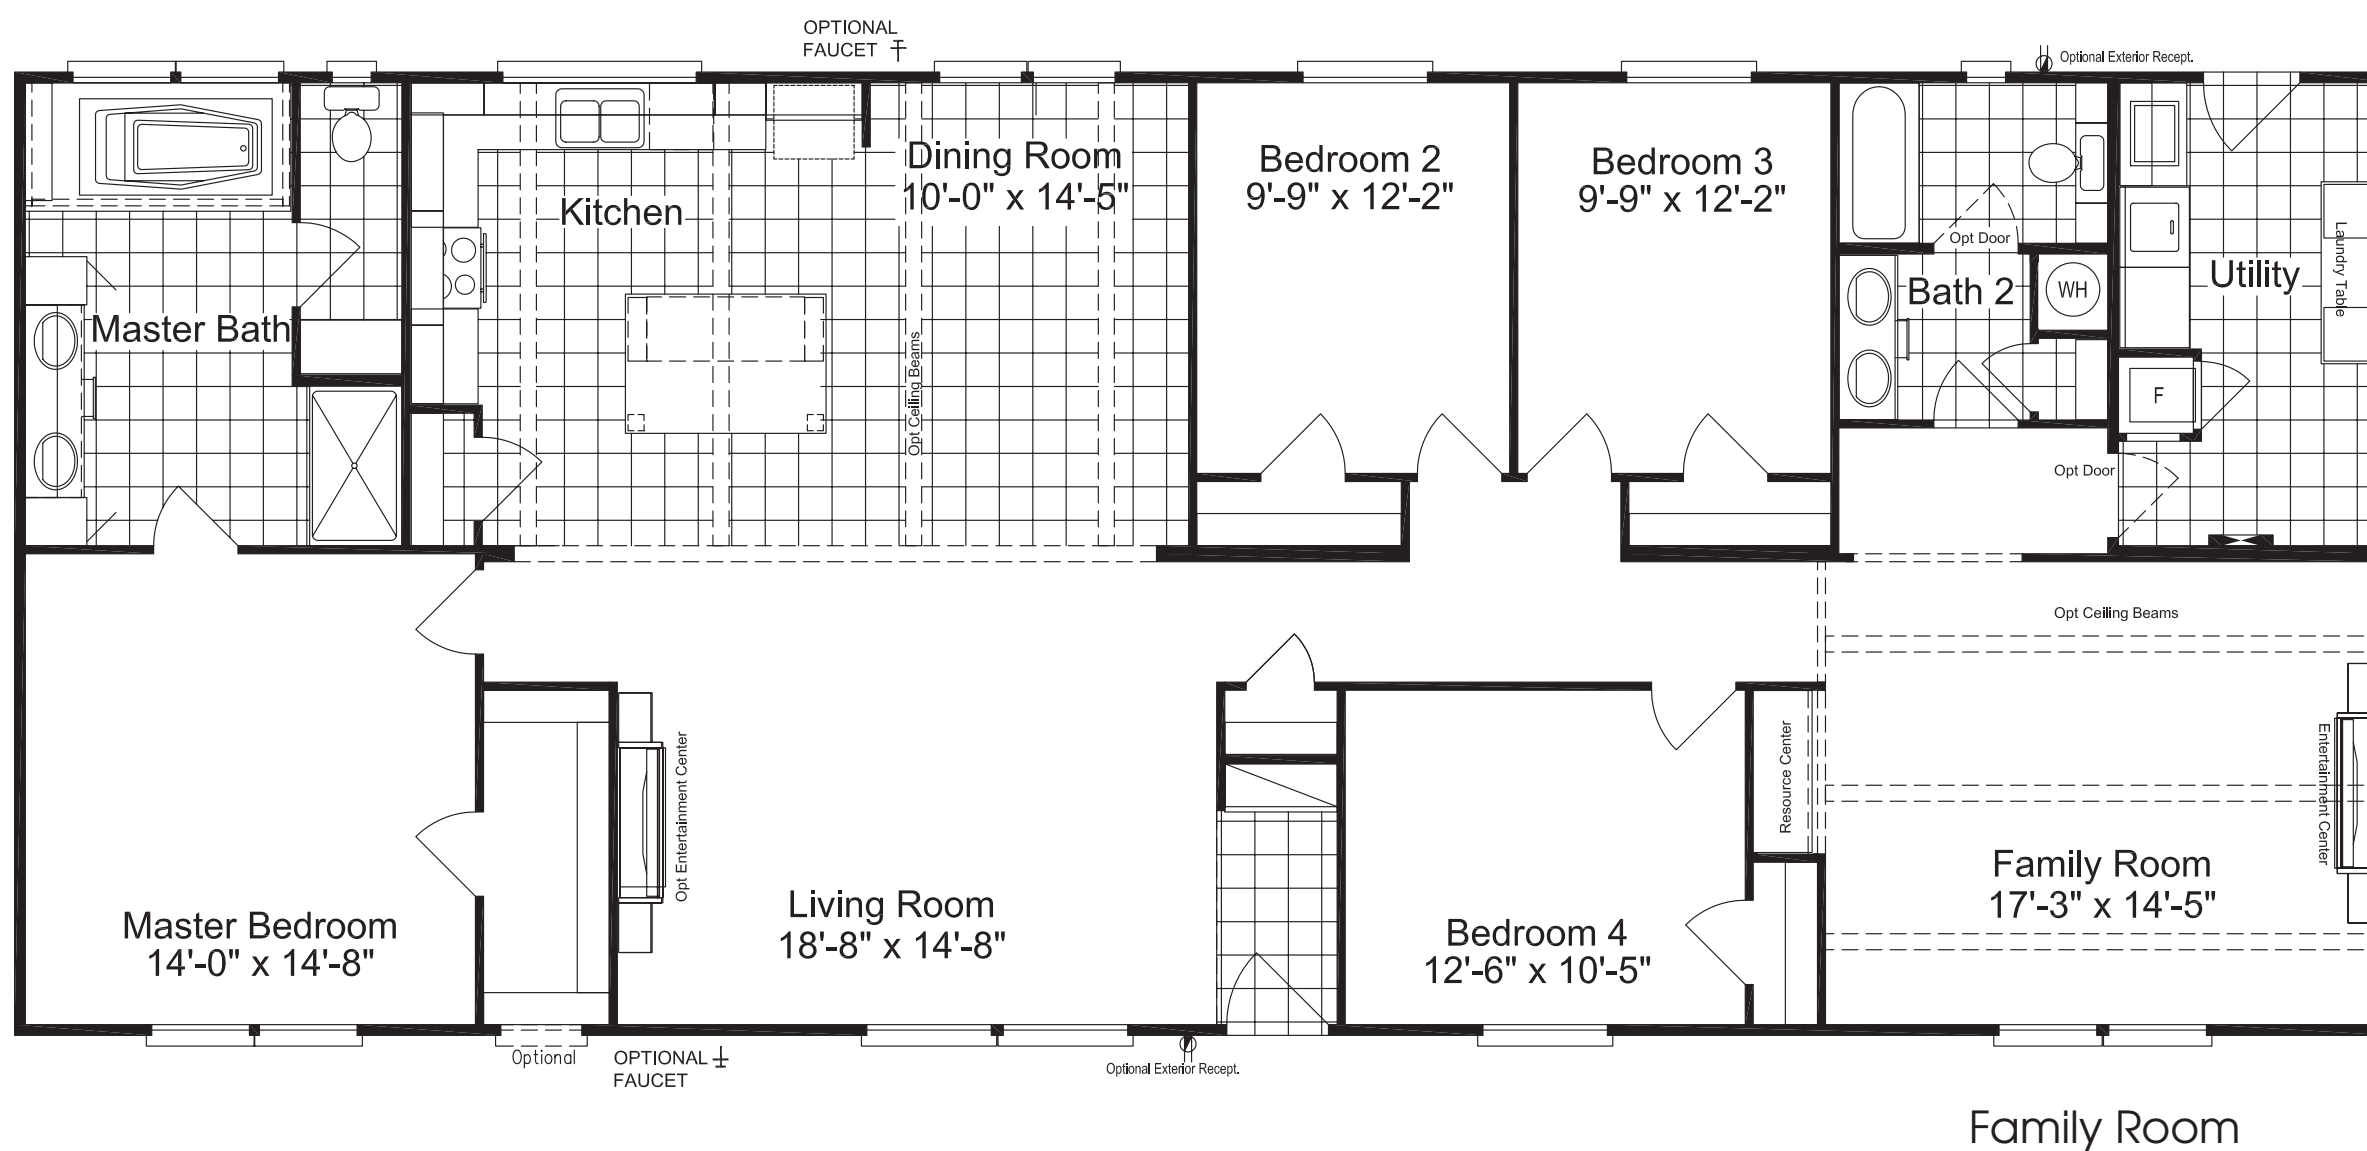 OPTIONAL
FAUCET
Optional Exterior Recept.
Dining Room
10'-0" x 14'-5"
Bedroom 2
9'-9" x 12'-2"
Bedroom 3
9'-9" x 12'-2"
Kitchen
Opt Door
Laundry Table
Utility
Bath 2
WH
Master Bath
Opt Ceiling Beams
F
Opt Door
Opt Ceiling Beams
Opt Entertainment Center
Resource Center
Entertainment Center
Family Room
17'-3" x 14'-5"
Living Room
18'-8" x 14'-8"
Master Bedroom
14'-0" x 14'-8"
Bedroom 4
12'-6" x 10'-5"
Optional
OPTIONAL
FAUCET
Optional Exterior Recept.
Family Room